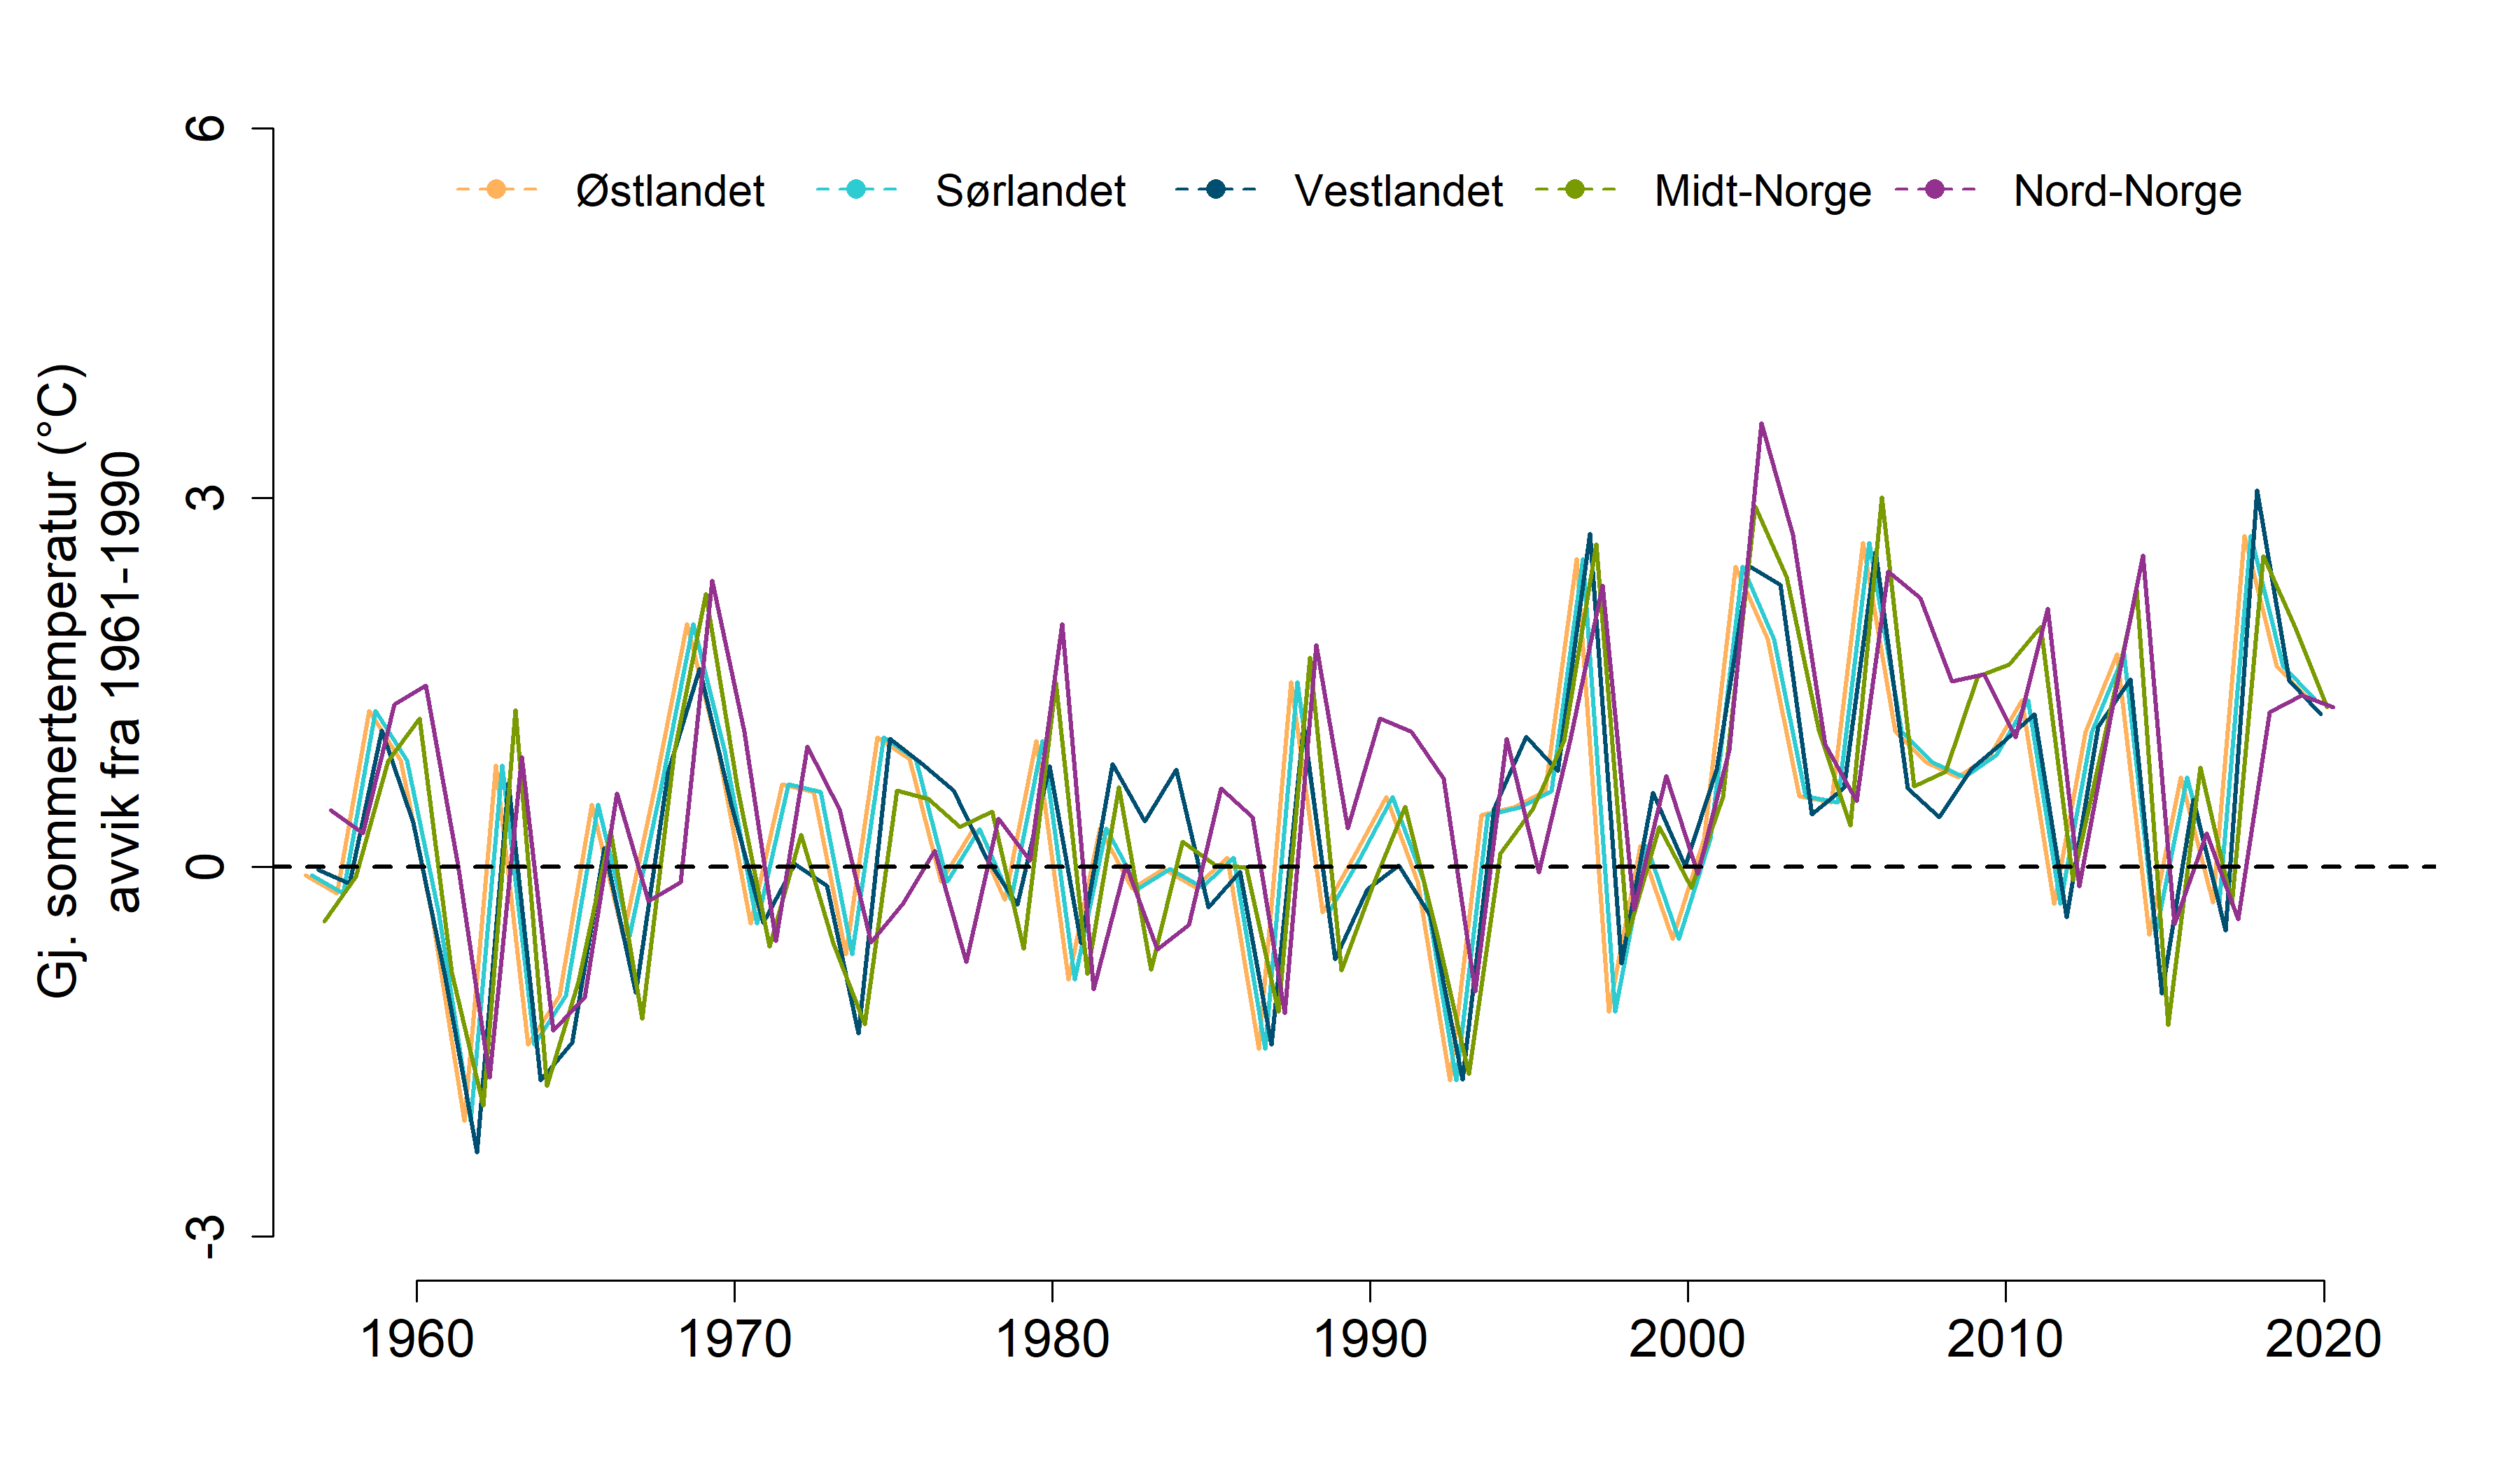 6
3
0
-3
Gj. sommertemperatur (°C)
avvik fra 1961-1990
Østlandet
Sørlandet
Vestlandet
Midt-Norge
Nord-Norge
1960
1970
1980
1990
2000
2010
2020